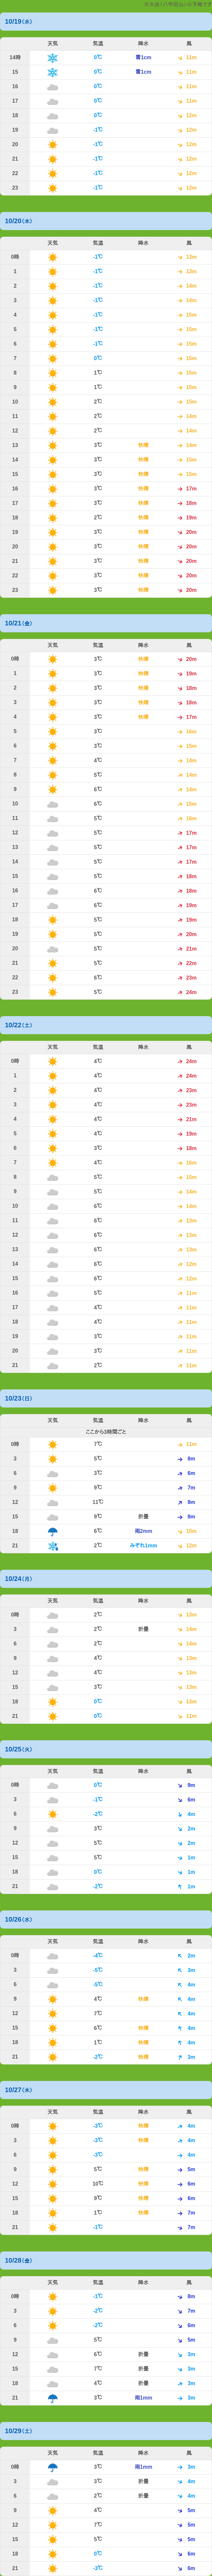 10/19(水)
天気 気温 降水 風
14時 0℃ 雪1cm 11m
15 0℃ 雪1cm 11m
16 0℃ 11m
17 0℃ 11m
18 0℃ 12m
19 -1℃ 12m
20 -1℃ 12m
21 -1℃ 12m
22 -1℃ 12m
23 -1℃ 12m
10/20(木)
天気 気温 降水 風
0時 -1℃ 13m
1 -1℃ 13m
2 -1℃ 14m
3 -1℃ 14m
4 -1℃ 15m
5 -1℃ 15m
6 -1℃ 15m
7 0℃ 15m
8 1℃ 15m
9 1℃ 15m
10 2℃ 15m
11 2℃ 14m
12 2℃ 14m
13 3℃ 快晴 14m
14 3℃ 快晴 15m
15 3℃ 快晴 15m
16 3℃ 快晴 17m
17 3℃ 快晴 18m
18 2℃ 快晴 19m
19 3℃ 快晴 20m
20 3℃ 快晴 20m
21 3℃ 快晴 20m
22 3℃ 快晴 20m
23 3℃ 快晴 20m
10/21(金)
天気 気温 降水 風
0時 3℃ 快晴 20m
1 3℃ 快晴 19m
2 3℃ 快晴 18m
3 3℃ 快晴 18m
4 3℃ 快晴 17m
5 3℃ 16m
6 3℃ 15m
7 4℃ 14m
8 5℃ 14m
9 6℃ 14m
10 6℃ 15m
11 5℃ 16m
12 5℃ 17m
13 5℃ 17m
14 5℃ 17m
15 5℃ 18m
16 6℃ 18m
17 6℃ 19m
18 5℃ 19m
19 5℃ 20m
20 5℃ 21m
21 5℃ 22m
22 6℃ 23m
23 5℃ 24m
10/22(土)
天気 気温 降水 風
0時 4℃ 24m
1 4℃ 24m
2 4℃ 23m
3 4℃ 23m
4 4℃ 21m
5 4℃ 19m
6 3℃ 18m
7 4℃ 16m
8 5℃ 15m
9 5℃ 14m
10 6℃ 14m
11 6℃ 13m
12 6℃ 13m
13 6℃ 13m
14 6℃ 12m
15 6℃ 12m
16 5℃ 11m
17 4℃ 11m
18 4℃ 11m
19 3℃ 11m
20 3℃ 11m
21 2℃ 11m
10/23(日)
天気 気温 降水 風
ここから3時間ごと
0時 7℃ 11m
3 5℃ 8m
6 3℃ 6m
9 9℃ 7m
12 11℃ 8m
15 9℃ 折畳 8m
18 6℃ 雨2mm 10m
21 2℃ みぞれ1mm 12m
10/24(月)
天気 気温 降水 風
0時 2℃ 13m
3 2℃ 折畳 14m
6 2℃ 14m
9 4℃ 13m
12 4℃ 13m
15 3℃ 13m
18 0℃ 13m
21 0℃ 11m
10/25(火)
天気 気温 降水 風
0時 0℃ 9m
3 -1℃ 6m
6 -2℃ 4m
9 3℃ 2m
12 5℃ 2m
15 5℃ 1m
18 0℃ 1m
21 -2℃ 1m
10/26(水)
天気 気温 降水 風
0時 -4℃ 2m
3 -5℃ 3m
6 -5℃ 4m
9 4℃ 快晴 4m
12 7℃ 4m
15 6℃ 快晴 4m
18 1℃ 快晴 4m
21 -2℃ 快晴 3m
10/27(木)
天気 気温 降水 風
0時 -3℃ 快晴 4m
3 -3℃ 快晴 4m
6 -3℃ 4m
9 5℃ 快晴 5m
12 10℃ 6m
15 9℃ 快晴 6m
18 1℃ 快晴 7m
21 -1℃ 7m
10/28(金)
天気 気温 降水 風
0時 -1℃ 8m
3 -2℃ 7m
6 -2℃ 6m
9 5℃ 5m
12 6℃ 折畳 3m
15 7℃ 折畳 3m
18 4℃ 折畳 3m
21 3℃ 雨1mm 3m
10/29(土)
天気 気温 降水 風
0時 3℃ 雨1mm 3m
3 3℃ 折畳 4m
6 2℃ 折畳 4m
9 4℃ 5m
12 7℃ 5m
15 5℃ 5m
18 0℃ 6m
21 -3℃ 6m